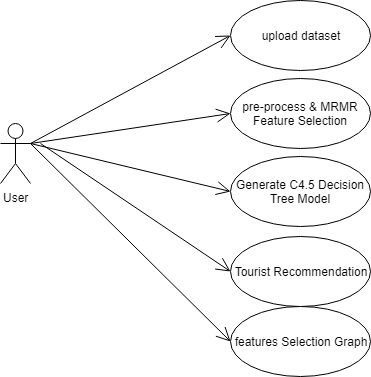 upload dataset
pre-process & MRMR
Feature Selection
User
Generate C4.5 Decision
Tree Model
Tourist Recommendation
features Selection Graph